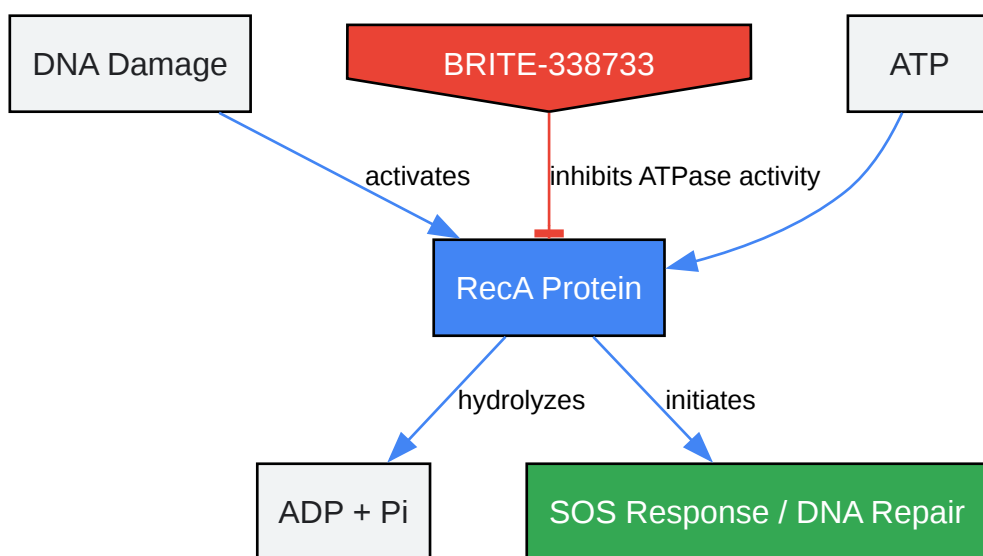 DNA Damage
BRITE-338733
ATP
activates
inhibits ATPase activity
RecA Protein
hydrolyzes
initiates
ADP + Pi
SOS Response / DNA Repair